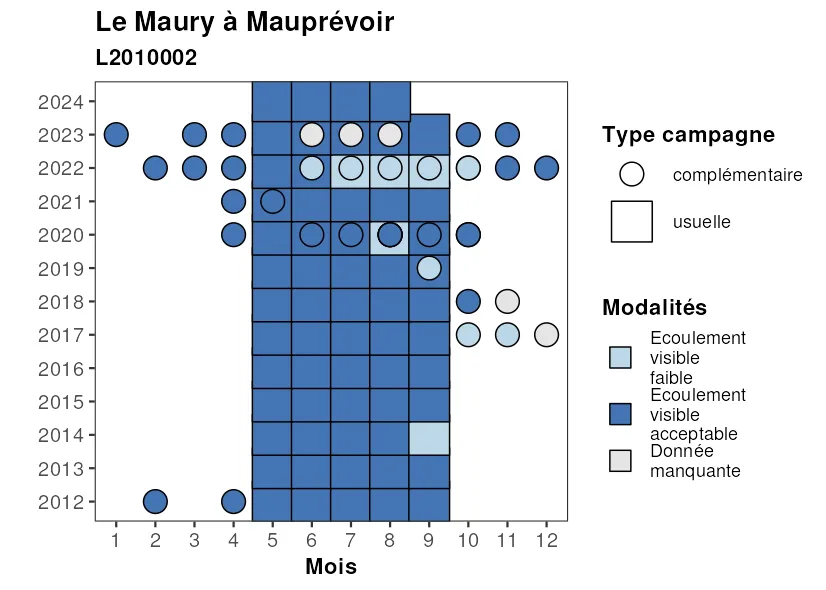 Le Maury à Mauprévoir
L2010002
2024
2023
2022
2021
2020
2019
2018
2017
2016
2015
2014
2013
2012
1 2 3 4 5 6 7 8 9 10 11 12
Mois
Type campagne
complémentaire
usuelle
Modalités
Ecoulement
visible
faible
Ecoulement
visible
acceptable
Donnée
manquante